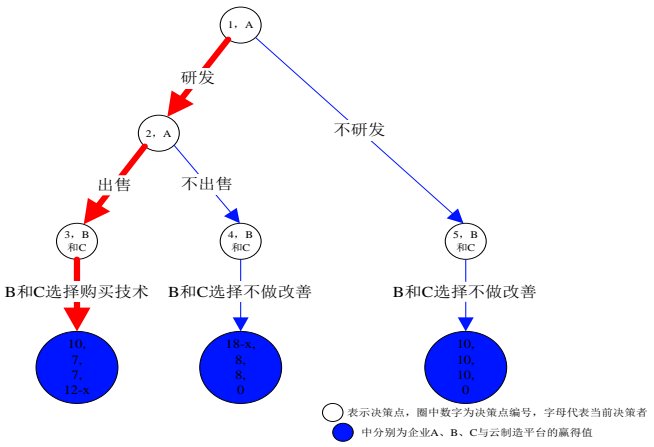 1，A
研发
不研发
2，A
出售
不出售
3，B
和C
4，B
和C
5，B
和C
B和C选择购买技术
B和C选择不做改善
B和C选择不做改善
10,
7,
7,
12-x
18-x,
8,
8,
0
10,
10,
10,
0
表示决策点，圈中数字为决策点编号，字母代表当前决策者
中分别为企业A、B、C与云制造平台的赢得值